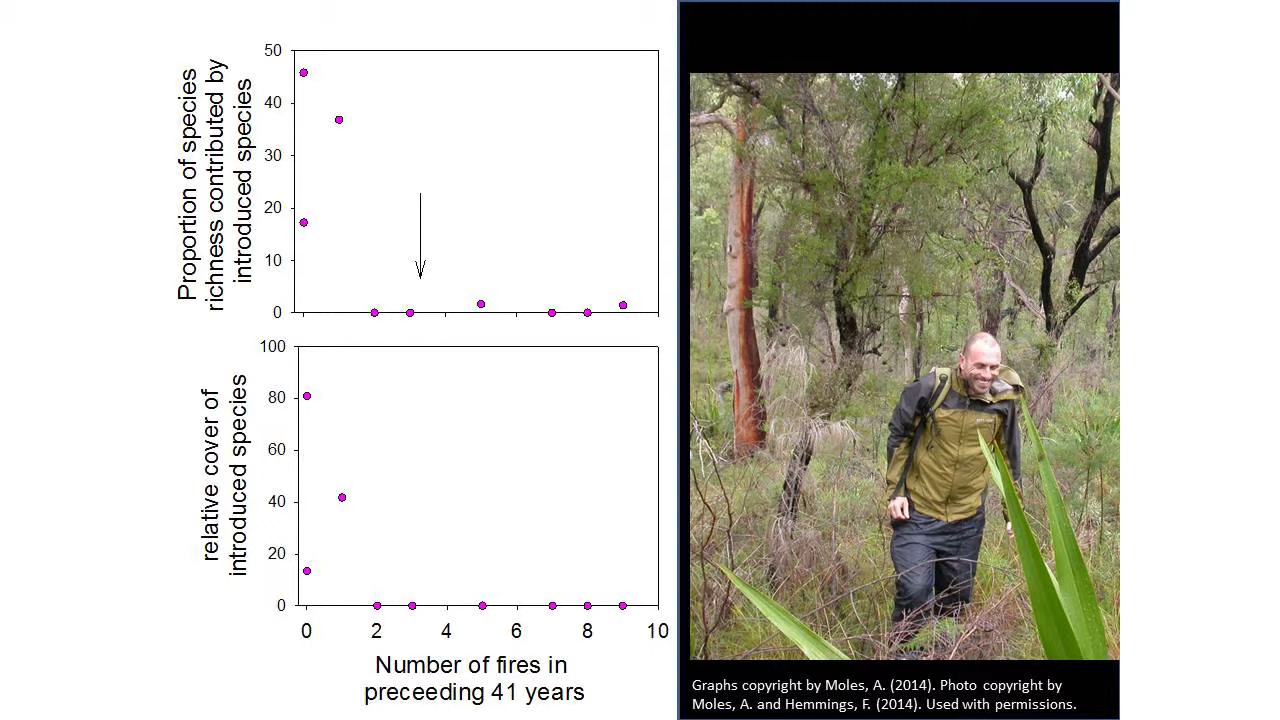 Proportion of species
richness contributed by
introduced species
50
40
30
20
10
0
relative cover of
introduced species
100
80
60
40
20
0
0 2 4 6 8 10
Number of fires in
preceeding 41 years
Graphs copyright by Moles, A. (2014). Photo copyright by
Moles, A. and Hemmings, F. (2014). Used with permissions.